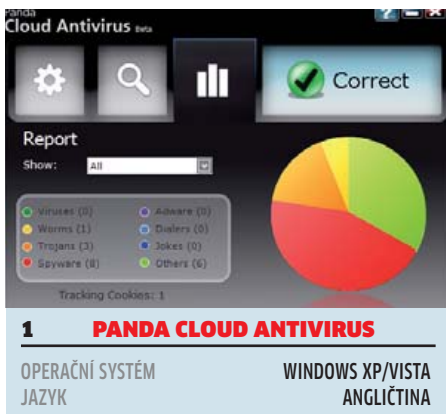 Panda
Cloud Antivirus Beta
Correct
Report
Show: All
Viruses (0) Adware (0)
Worms (1) Dialers (0)
Trojans (3) Jokes (0)
Spyware (8) Others (6)
Tracking Cookies: 1
1 PANDA CLOUD ANTIVIRUS
OPERAČNÍ SYSTÉM WINDOWS XP/VISTA
JAZYK ANGLIČTINA